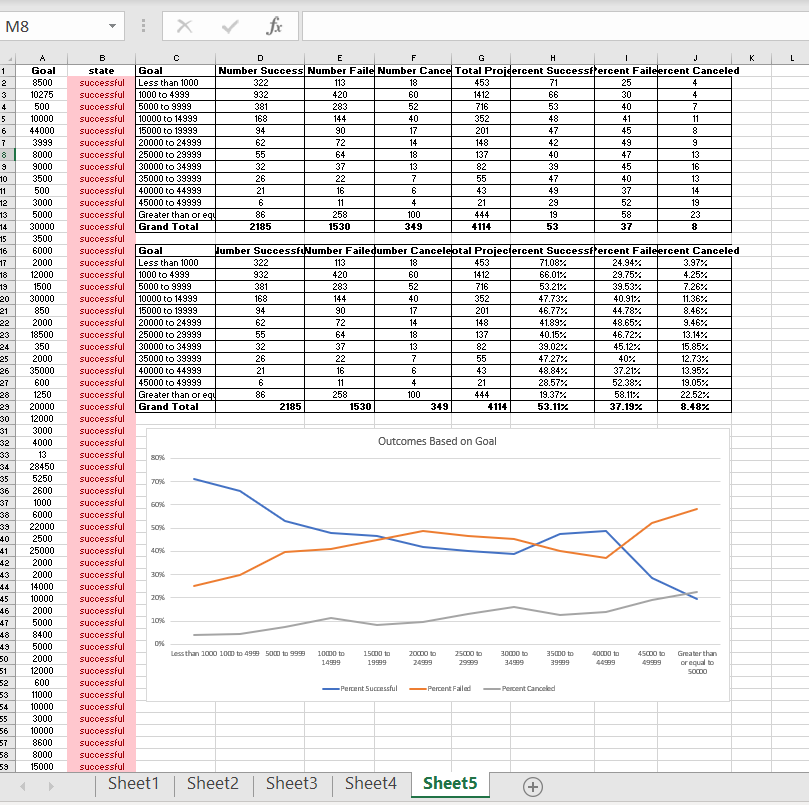 M8 fx
A B C D E F G H I J K L
1 Goal state Goal Number Success Number Faile Number Cance Total Proj ercent Successf Percent Faile ercent Canceled
2 8500 successful Less than 1000 322 113 18 453 71 25 4
3 10275 successful 1000 to 4999 932 420 60 1412 66 30 4
4 500 successful 5000 to 9999 381 283 52 716 53 40 7
5 10000 successful 10000 to 14999 168 144 40 352 48 41 11
6 44000 successful 15000 to 19999 94 90 17 201 47 45 8
7 3999 successful 20000 to 24999 62 72 14 148 42 49 9
8 8000 successful 25000 to 29999 55 64 18 137 40 47 13
9 9000 successful 30000 to 34999 32 37 13 82 39 45 16
10 3500 successful 35000 to 39999 26 22 7 55 47 40 13
11 500 successful 40000 to 44999 21 16 6 43 49 37 14
12 3000 successful 45000 to 49999 6 11 4 21 29 52 19
13 5000 successful Greater than or equ 86 258 100 444 19 58 23
14 30000 successful Grand Total 2185 1530 349 4114 53 37 8
15 3500 successful
16 6000 successful Goal Number Successfu Number Failed umber Cancele otal Project ercent Successf Percent Faile ercent Canceled
17 2000 successful Less than 1000 322 113 18 453 71.08% 24.94% 3.97%
18 12000 successful 1000 to 4999 932 420 60 1412 66.01% 29.75% 4.25%
19 1500 successful 5000 to 9999 381 283 52 716 53.21% 39.53% 7.26%
20 30000 successful 10000 to 14999 168 144 40 352 47.73% 40.91% 11.36%
21 850 successful 15000 to 19999 94 90 17 201 46.77% 44.78% 8.46%
22 2000 successful 20000 to 24999 62 72 14 148 41.89% 48.65% 9.46%
23 18500 successful 25000 to 29999 55 64 18 137 40.15% 46.72% 13.14%
24 350 successful 30000 to 34999 32 37 13 82 39.02% 45.12% 15.85%
25 2000 successful 35000 to 39999 26 22 7 55 47.27% 40% 12.73%
26 35000 successful 40000 to 44999 21 16 6 43 48.84% 37.21% 13.95%
27 600 successful 45000 to 49999 6 11 4 21 28.57% 52.38% 19.05%
28 1250 successful Greater than or equ 86 258 100 444 19.37% 58.11% 22.52%
29 20000 successful Grand Total 2185 1530 349 4114 53.11% 37.19% 8.48%
30 12000 successful
31 3000 successful
32 4000 successful
33 13 successful
34 28450 successful
35 5250 successful
36 2600 successful
37 1000 successful
38 6000 successful
39 22000 successful
40 2500 successful
41 25000 successful
42 2000 successful
43 2000 successful
44 14000 successful
45 10000 successful
46 2000 successful
47 5000 successful
48 8400 successful
49 5000 successful
50 2000 successful
51 12000 successful
52 600 successful
53 11000 successful
54 10000 successful
55 3000 successful
56 10000 successful
57 8600 successful
58 8000 successful
59 15000 successful
Outcomes Based on Goal
80%
70%
60%
50%
40%
30%
20%
10%
0%
Less than 1000 1000 to 4999 5000 to 9999 10000 to 15000 to 20000 to 25000 to 30000 to 35000 to 40000 to 45000 to Greater than
14999 19999 24999 29999 34999 39999 44999 49999 or equal to
50000
Percent Successful Percent Failed Percent Canceled
Sheet1 Sheet2 Sheet3 Sheet4 Sheet5